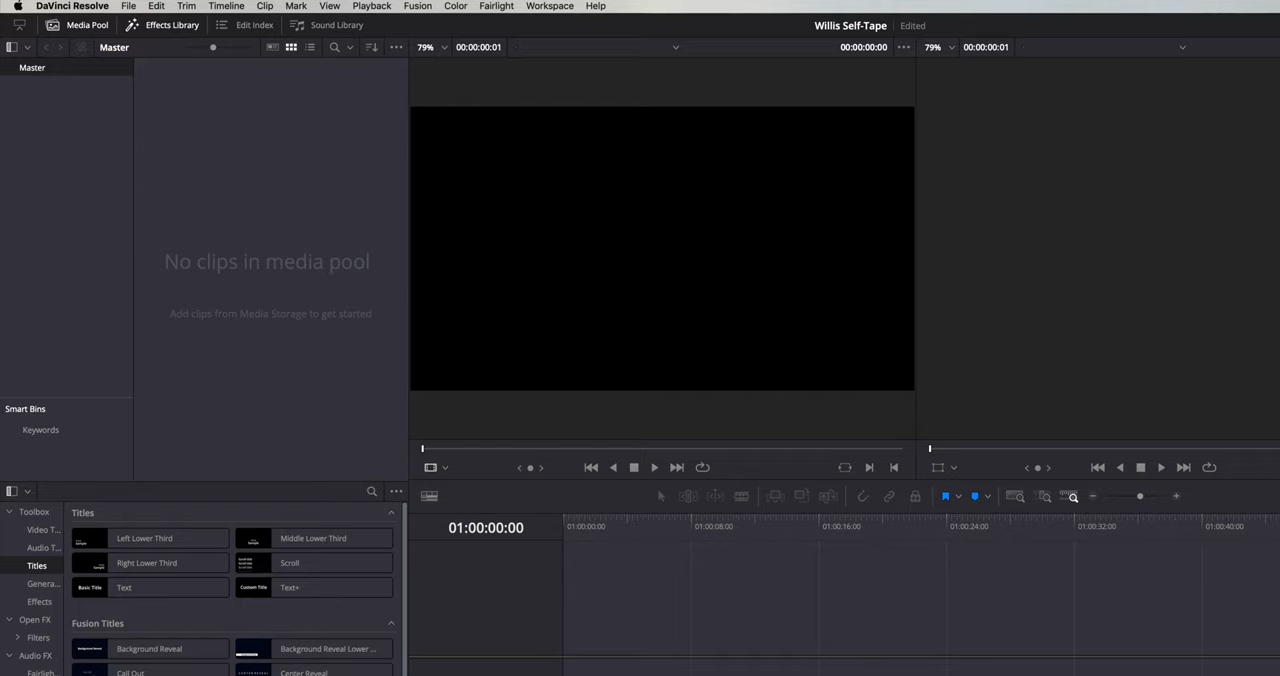 DaVinci Resolve File Edit Trim Timeline Clip Mark View Playback Fusion Color Fairlight Workspace Help
Media Pool Effects Library Edit Index Sound Library Willis Self-Tape Edited
Master 79% 00:00:00:01 00:00:00:00 79% 00:00:00:01
Master
No clips in media pool
Add clips from Media Storage to get started
Smart Bins
Keywords
Toolbox
Video T...
Audio T...
Titles
Genera...
Effects
Open FX
Filters
Audio FX
Fairligh...
Titles
Left Lower Third
Middle Lower Third
Right Lower Third
Scroll
Basic Title Text
Custom Title Text+
Fusion Titles
Background Reveal
Background Reveal Lower ...
Call Out
Center Reveal
01:00:00:00
01:00:00:00 01:00:08:00 01:00:16:00 01:00:24:00 01:00:32:00 01:00:40:00